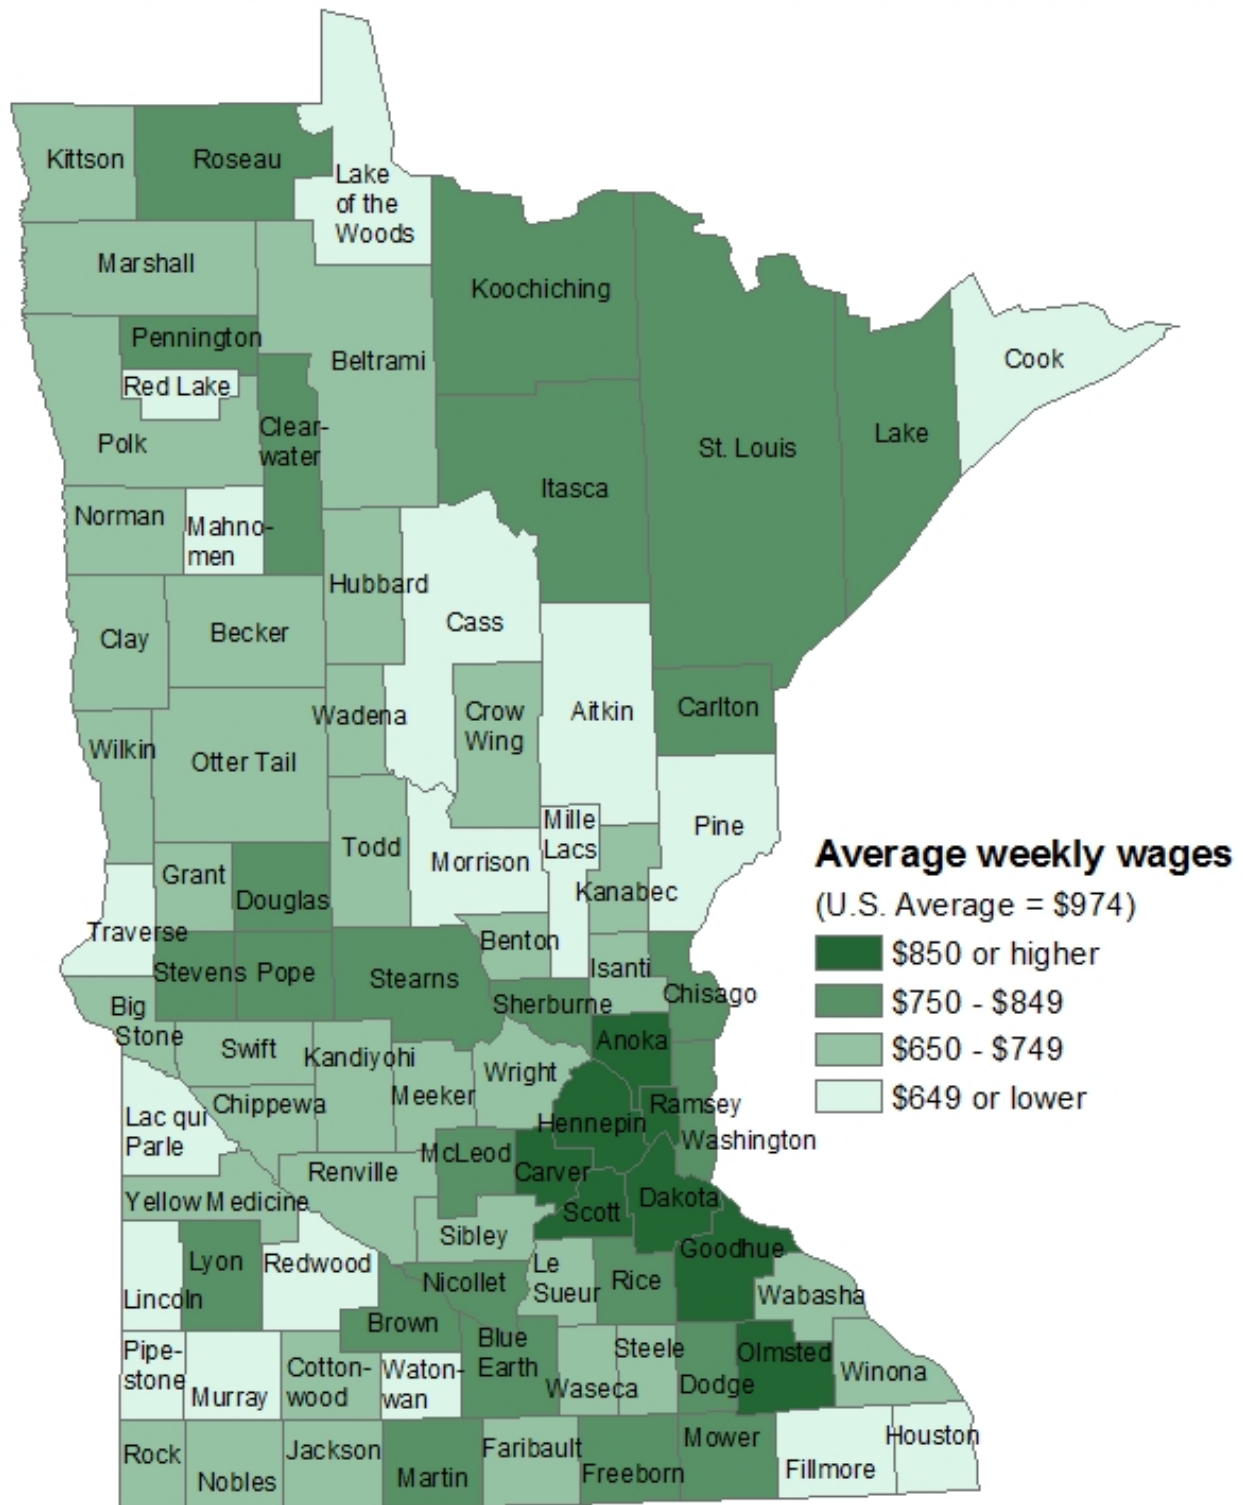 Kittson
Roseau
Lake
of the
Woods
Marshall
Koochiching
Pennington
Beltrami
Cook
Red Lake
Polk
Clear-
water
St. Louis
Lake
Itasca
Norman
Mahno-
men
Hubbard
Cass
Clay
Becker
Wadena
Crow
Wing
Aitkin
Carlton
Wilkin
Otter Tail
Mille
Lacs
Pine
Todd
Morrison
Grant
Douglas
Kanabec
Traverse
Stevens
Pope
Stearns
Benton
Isanti
Chisago
Big
Stone
Sherburne
Swift
Kandiyohi
Anoka
Wright
Meeker
Chippewa
Lac qui
Parle
Hennepin
Ramsey
Washington
McLeod
Carver
Renville
Yellow Medicine
Scott
Dakota
Sibley
Goodhue
Lyon
Redwood
Lincoln
Nicollet
Le
Sueur
Rice
Wabasha
Brown
Blue
Earth
Pipe-
stone
Murray
Cotton-
wood
Waton-
wan
Waseca
Steele
Dodge
Olmsted
Winona
Rock
Nobles
Jackson
Martin
Faribault
Freeborn
Mower
Fillmore
Houston
Average weekly wages
(U.S. Average = $974)
$850 or higher
$750 - $849
$650 - $749
$649 or lower